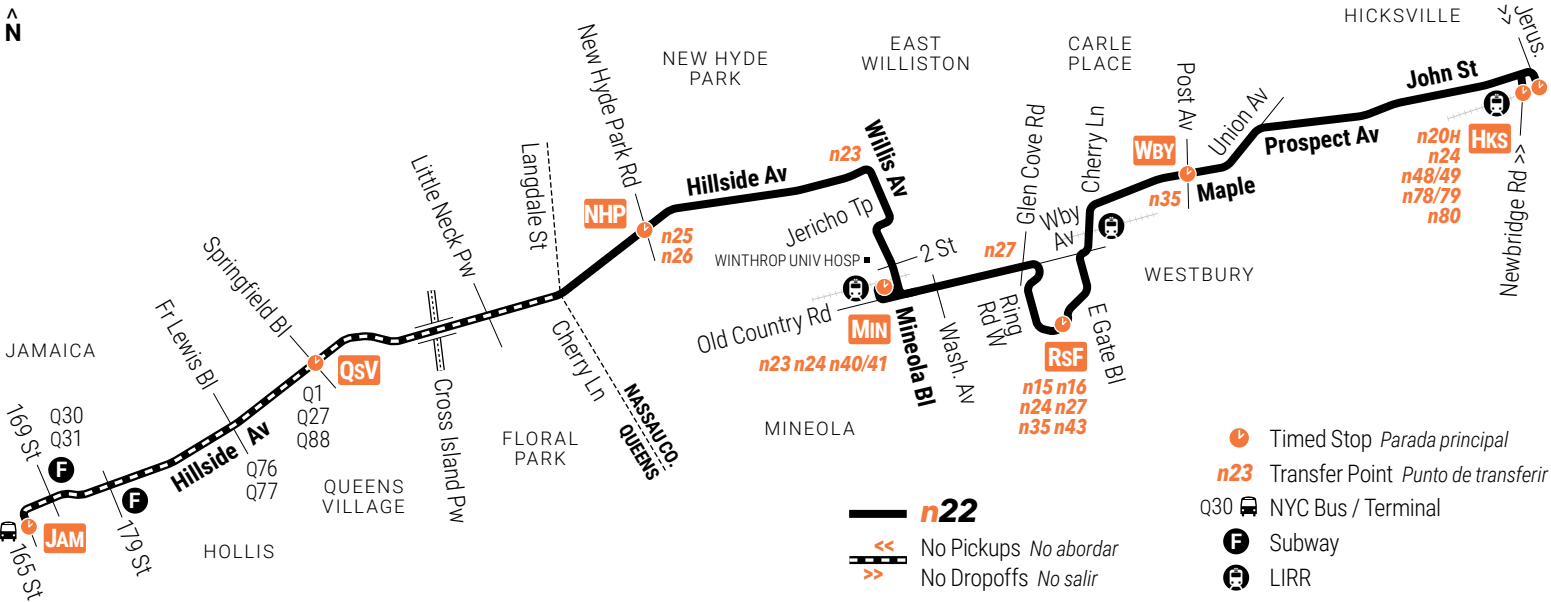 N
HICKSVILLE
Jerus.
NEW HYDE
PARK
EAST
WILLISTON
CARLE
PLACE
John St
Post Av
Union Av
Prospect Av
n20H
n24
n48/49
n78/79
n80
HKS
Newbridge Rd >
New Hyde Park Rd
Langdale St
Little Neck Pw
n23
Willis Av
Hillside Av
Glen Cove Rd
Cherry Ln
WBY
n35
Maple
NHP
n25
n26
Jericho Tp
WINTHROP UNIV HOSP
2 St
n27
Wby
Av
WESTBURY
Springfield Bl
Fr Lewis Bl
Old Country Rd
MIN
n23 n24 n40/41
Mineola Bl
Wash. Av
Ring
Rd W
RSF
E Gate Bl
n15 n16
n24 n27
n35 n43
JAMAICA
QSV
Q1
Q27
Q88
Cross Island Pw
Cherry Ln
NASSAU CO.
QUEENS
MINEOLA
FLORAL
PARK
169 St
Q30
Q31
F
Hillside Av
Q76
Q77
QUEENS
VILLAGE
F
179 St
JAM
165 St
HOLLIS
n22
<< No Pickups No abordar
>> No Dropoffs No salir
Timed Stop Parada principal
n23 Transfer Point Punto de transferir
Q30 NYC Bus / Terminal
F Subway
LIRR